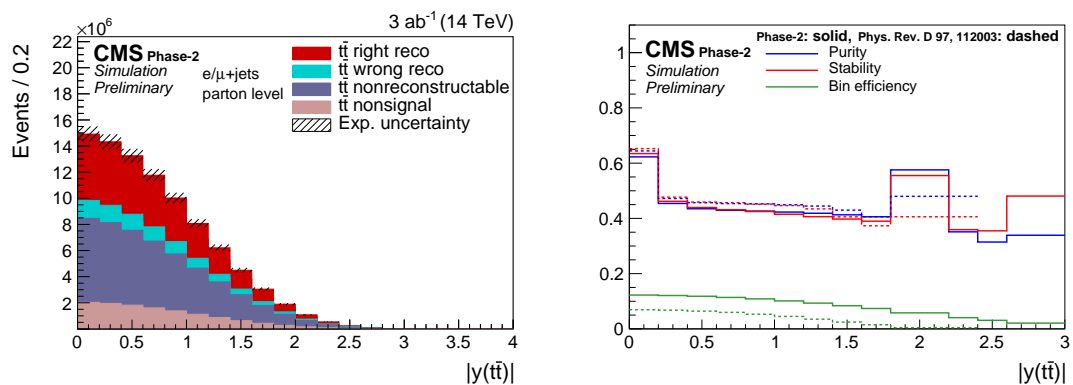 3 ab⁻¹ (14 TeV)
×10⁶
22
20
18
16
14
12
10
8
6
4
2
Events / 0.2
CMS Phase-2
Simulation
Preliminary
e/μ+jets
parton level
tt̄ right reco
tt̄ wrong reco
tt̄ nonreconstructable
tt̄ nonsignal
Exp. uncertainty
0 0.5 1 1.5 2 2.5 3 3.5 4
|y(tt̄)|
1
0.8
0.6
0.4
0.2
0
CMS Phase-2
Simulation
Preliminary
Phase-2: solid, Phys. Rev. D 97, 112003: dashed
Purity
Stability
Bin efficiency
0 0.5 1 1.5 2 2.5 3
|y(tt̄)|